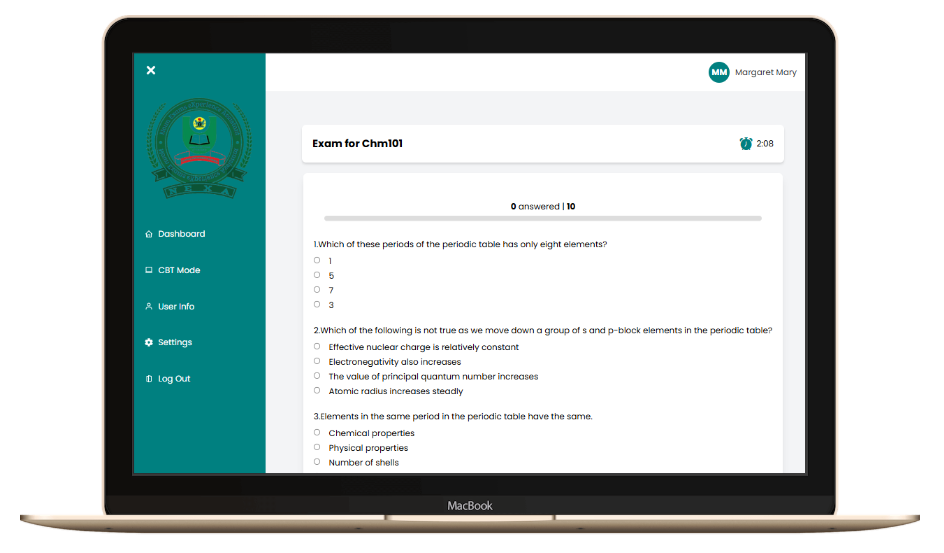 MM Margaret Mary
NEXA
Dashboard
CBT Mode
User Info
Settings
Log Out
Exam for Chm101
2:08
0 answered | 10
1.Which of these periods of the periodic table has only eight elements?
1
5
7
3
2.Which of the following is not true as we move down a group of s and p-block elements in the periodic table?
Effective nuclear charge is relatively constant
Electronegativity also increases
The value of principal quantum number increases
Atomic radius increases steadily
3.Elements in the same period in the periodic table have the same.
Chemical properties
Physical properties
Number of shells
MacBook